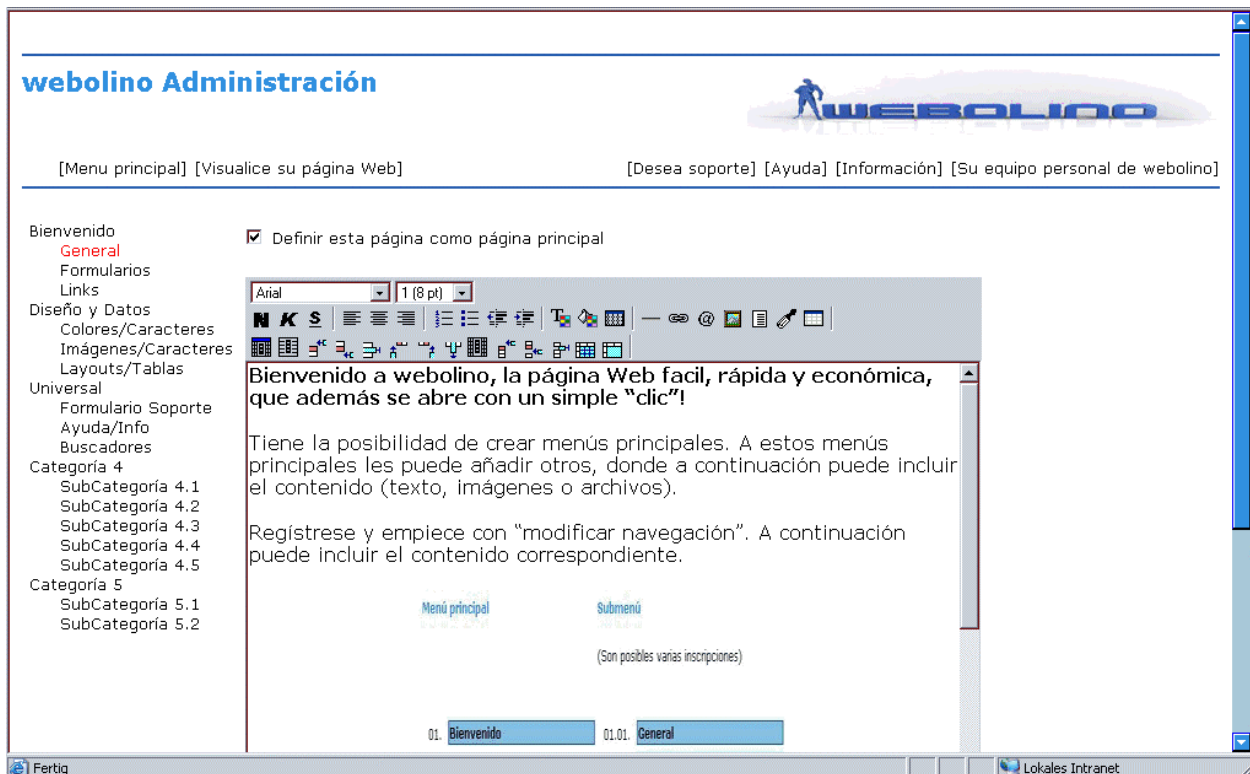 webolino Administración
WEBOLINO
[Menu principal] [Visualice su página Web]
[Desea soporte] [Ayuda] [Información] [Su equipo personal de webolino]
Bienvenido
General
Formularios
Links
Diseño y Datos
Colores/Caracteres
Imágenes/Caracteres
Layouts/Tablas
Universal
Formulario Soporte
Ayuda/Info
Buscadores
Categoría 4
SubCategoría 4.1
SubCategoría 4.2
SubCategoría 4.3
SubCategoría 4.4
SubCategoría 4.5
Categoría 5
SubCategoría 5.1
SubCategoría 5.2
Definir esta página como página principal
Arial 1 (8 pt)
N K S
Bienvenido a webolino, la página Web facil, rápida y económica,
que además se abre con un simple “clic”!
Tiene la posibilidad de crear menús principales. A estos menús
principales les puede añadir otros, donde a continuación puede incluir
el contenido (texto, imágenes o archivos).
Regístrese y empiece con “modificar navegación”. A continuación
puede incluir el contenido correspondiente.
Menú principal Submenú
(Son posibles varias inscripciones)
01. Bienvenido 01.01. General
Fertig Lokales Intranet